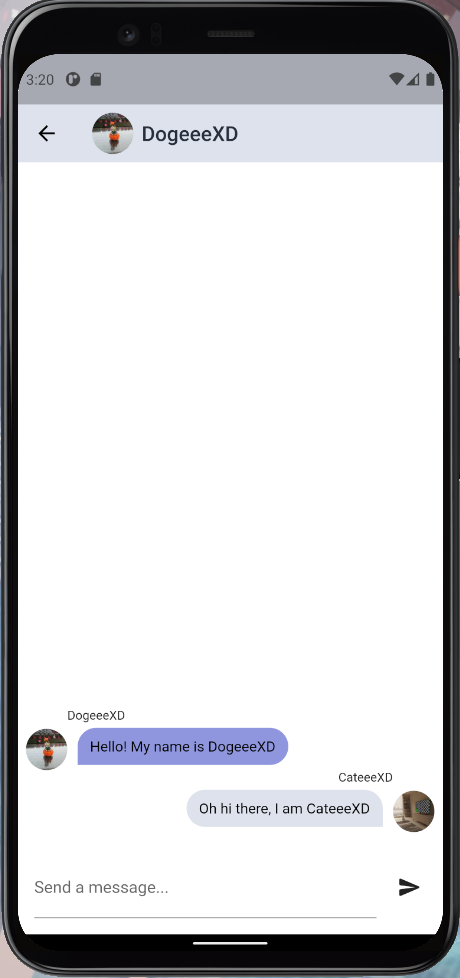 3:20
DogeeeXD
DogeeeXD
Hello! My name is DogeeeXD
CateeeXD
Oh hi there, I am CateeeXD
Send a message...